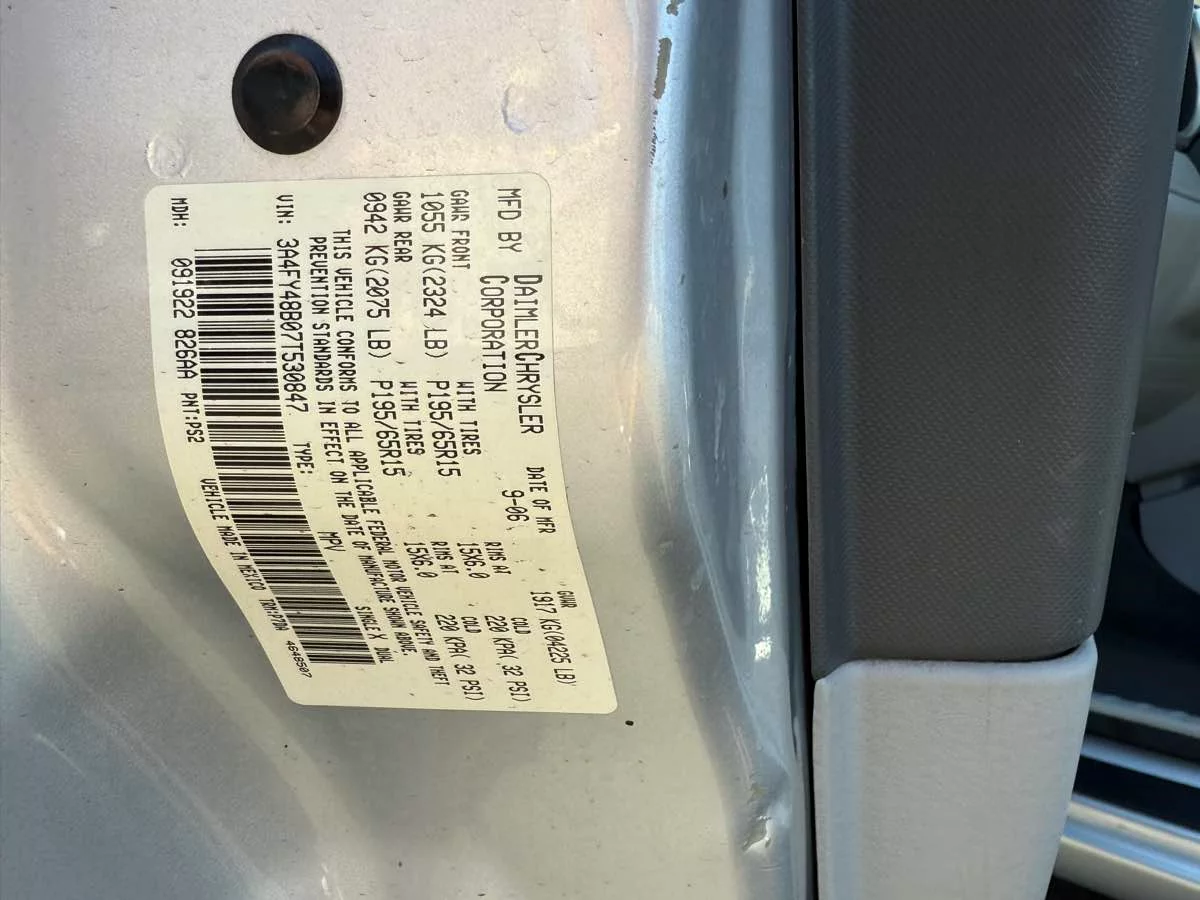 MFD BY DAIMLERCHRYSLER CORPORATION
DATE OF MFR 9-06
GVWR 1917 KG(04225 LB)
GAWR FRONT WITH TIRES RIMS AT COLD
1055 KG(2324 LB) P195/65R15 15X6.0 220 KPA( 32 PSI)
GAWR REAR WITH TIRES RIMS AT COLD
0942 KG(2075 LB) P195/65R15 15X6.0 220 KPA( 32 PSI)
THIS VEHICLE CONFORMS TO ALL APPLICABLE FEDERAL MOTOR VEHICLE SAFETY AND THEFT
PREVENTION STANDARDS IN EFFECT ON THE DATE OF MANUFACTURE SHOWN ABOVE.
VIN: 3A4FY48B07T530847 TYPE: MPV SINGLE X DUAL
MDH: 091922 826AA PNT:PS2 VEHICLE MADE IN MEXICO 4648507